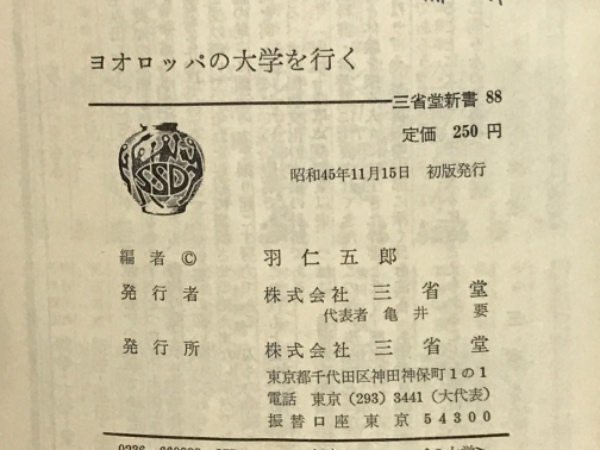 ヨオロッパの大学を行く
三省堂新書 88
定価 250 円
昭和45年11月15日 初版発行
編者 © 羽仁五郎
発行者 株式会社 三省堂
代表者 亀井 要
発行所 株式会社 三省堂
東京都千代田区神田神保町1の1
電話 東京 (293) 3441 (大代表)
振替口座 東京 54300